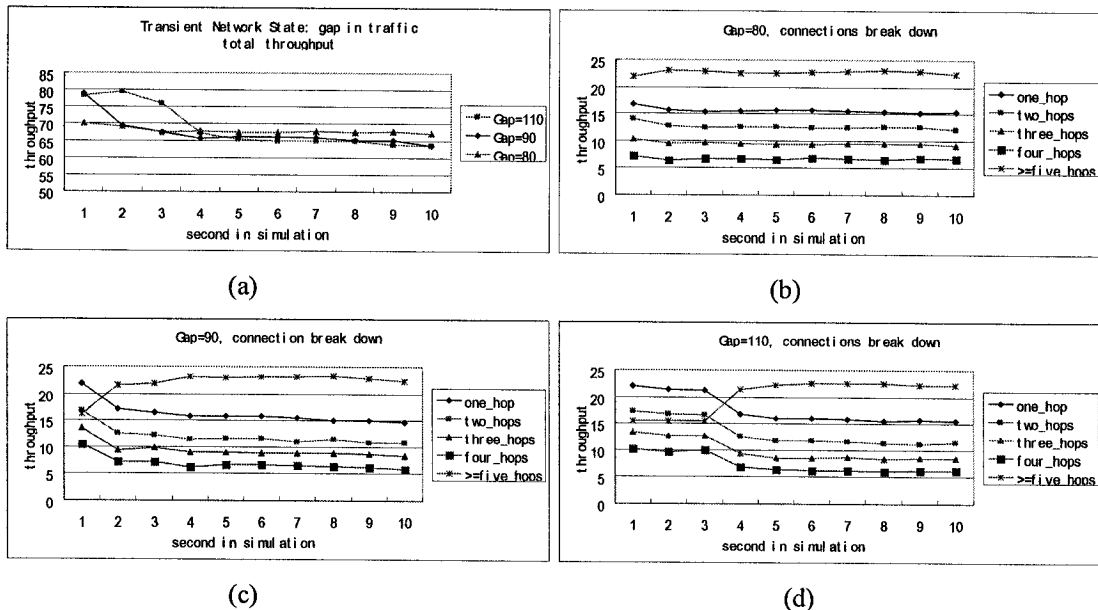 Transient Network State: gap in traffic
total throughput
throughput
85
80
75
70
65
60
55
50
1 2 3 4 5 6 7 8 9 10
second in simulation
Gap=110
Gap=90
Gap=80
(a)
Gap=80, connections break down
throughput
25
20
15
10
5
0
1 2 3 4 5 6 7 8 9 10
second in simulation
one_hop
two_hops
three_hops
four_hops
>=five_hops
(b)
Gap=90, connection break down
throughput
25
20
15
10
5
0
1 2 3 4 5 6 7 8 9 10
second in simulation
one_hop
two_hops
three_hops
four_hops
>=five_hops
(c)
Gap=110, connections break down
throughput
25
20
15
10
5
0
1 2 3 4 5 6 7 8 9 10
second in simulation
one_hop
two_hops
three_hops
four_hops
>=five_hops
(d)